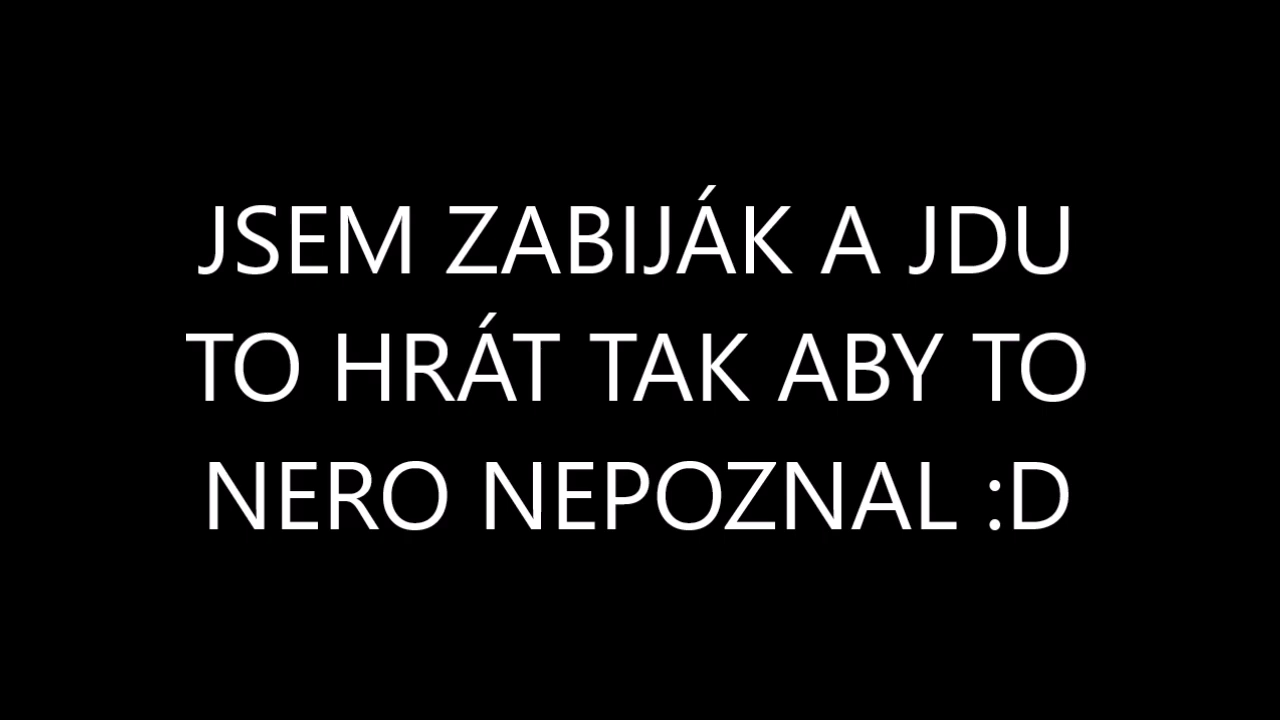 JSEM ZABIJÁK A JDU
TO HRÁT TAK ABY TO
NERO NEPOZNAL :D